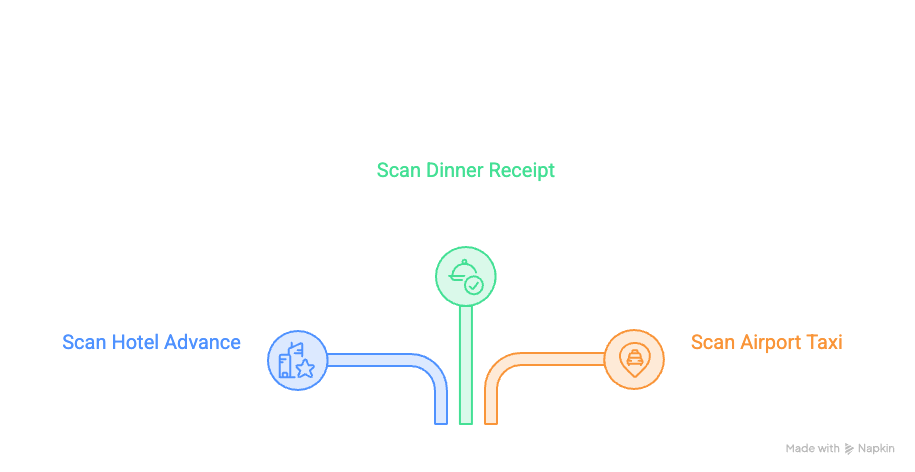 Scan Dinner Receipt
Scan Hotel Advance
Scan Airport Taxi
Made with Napkin